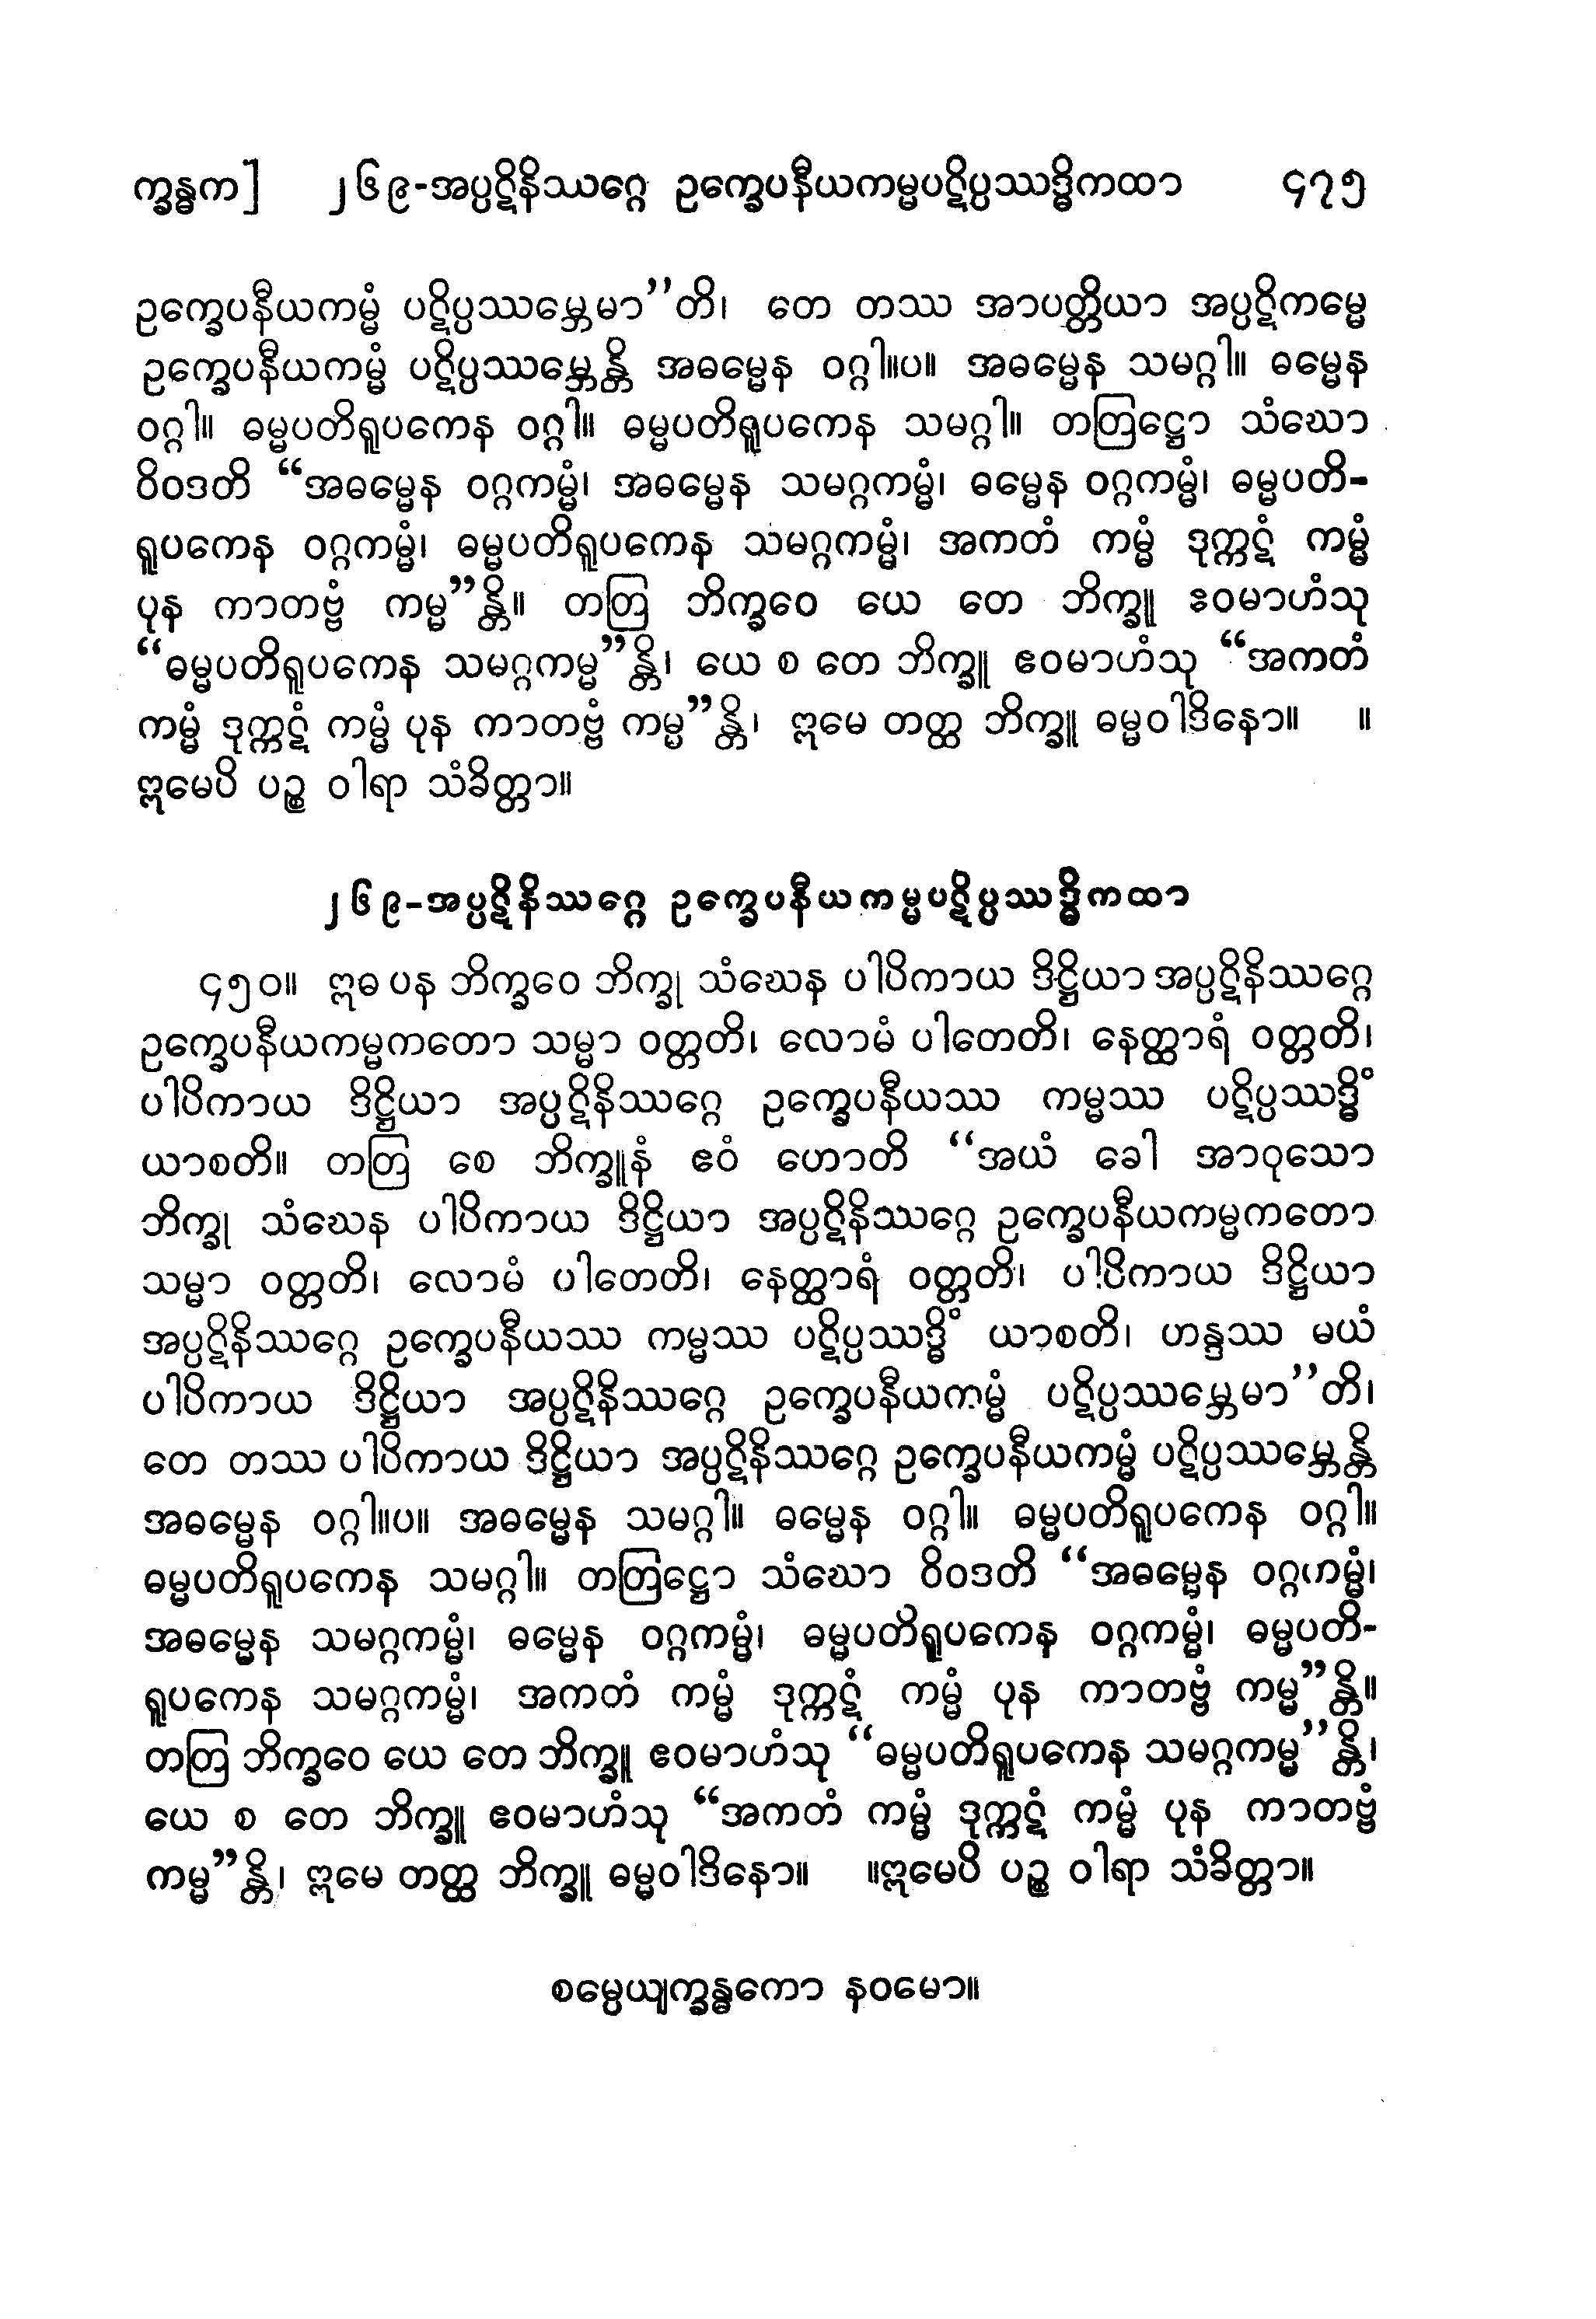 က္ခန္ဓက] ၂၆၉-အပ္ပဋိနိဿဂ္ဂေ ဥက္ခေပနီယကမ္မပဋိပ္ပဿဒ္ဓိကထာ ၄၇၅
ဥက္ခေပနီယကမ္မံ ပဋိပ္ပဿမ္ဘေမာ’’တိ၊ တေ တဿ အာပတ္တိယာ အပ္ပဋိကမ္မေ
ဥက္ခေပနီယကမ္မံ ပဋိပ္ပဿမ္ဘေန္တိ အဓမ္မေန ဝဂ္ဂါ။ပ။ အဓမ္မေန သမဂ္ဂါ။ ဓမ္မေန
ဝဂ္ဂါ။ ဓမ္မပတိရူပကေန ဝဂ္ဂါ။ ဓမ္မပတိရူပကေန သမဂ္ဂါ။ တတြဋ္ဌော သံဃော
ဝိဝဒတိ “အဓမ္မေန ဝဂ္ဂကမ္မံ၊ အဓမ္မေန သမဂ္ဂကမ္မံ၊ ဓမ္မေန ဝဂ္ဂကမ္မံ၊ ဓမ္မပတိ-
ရူပကေန ဝဂ္ဂကမ္မံ၊ ဓမ္မပတိရူပကေန သမဂ္ဂကမ္မံ၊ အကတံ ကမ္မံ ဒုက္ကဋံ ကမ္မံ
ပုန ကာတဗ္ဗံ ကမ္မ”န္တိ။ တတြ ဘိက္ခဝေ ယေ တေ ဘိက္ခူ ဧဝမာဟံသု
“ဓမ္မပတိရူပကေန သမဂ္ဂကမ္မ”န္တိ၊ ယေ စ တေ ဘိက္ခူ ဧဝမာဟံသု “အကတံ
ကမ္မံ ဒုက္ကဋံ ကမ္မံ ပုန ကာတဗ္ဗံ ကမ္မ”န္တိ၊ ဣမေ တတ္ထ ဘိက္ခူ ဓမ္မဝါဒိနော။ ။
ဣမေပိ ပဉ္စ ဝါရာ သံခိတ္တာ။
၂၆၉-အပ္ပဋိနိဿဂ္ဂေ ဥက္ခေပနီယကမ္မပဋိပ္ပဿဒ္ဓိကထာ
၄၅၀။ ဣဓ ပန ဘိက္ခဝေ ဘိက္ခု သံဃေန ပါပိကာယ ဒိဋ္ဌိယာ အပ္ပဋိနိဿဂ္ဂေ
ဥက္ခေပနီယကမ္မကတော သမ္မာ ဝတ္တတိ၊ လောမံ ပါတေတိ၊ နေတ္ထာရံ ဝတ္တတိ၊
ပါပိကာယ ဒိဋ္ဌိယာ အပ္ပဋိနိဿဂ္ဂေ ဥက္ခေပနီယဿ ကမ္မဿ ပဋိပ္ပဿဒ္ဓိံ
ယာစတိ။ တတြ စေ ဘိက္ခူနံ ဧဝံ ဟောတိ “အယံ ခေါ အာဝုသော
ဘိက္ခု သံဃေန ပါပိကာယ ဒိဋ္ဌိယာ အပ္ပဋိနိဿဂ္ဂေ ဥက္ခေပနီယကမ္မကတော
သမ္မာ ဝတ္တတိ၊ လောမံ ပါတေတိ၊ နေတ္ထာရံ ဝတ္တတိ၊ ပါပိကာယ ဒိဋ္ဌိယာ
အပ္ပဋိနိဿဂ္ဂေ ဥက္ခေပနီယဿ ကမ္မဿ ပဋိပ္ပဿဒ္ဓိံ ယာစတိ၊ ဟန္ဒဿ မယံ
ပါပိကာယ ဒိဋ္ဌိယာ အပ္ပဋိနိဿဂ္ဂေ ဥက္ခေပနီယကမ္မံ ပဋိပ္ပဿမ္ဘေမာ’’တိ၊
တေ တဿ ပါပိကာယ ဒိဋ္ဌိယာ အပ္ပဋိနိဿဂ္ဂေ ဥက္ခေပနီယကမ္မံ ပဋိပ္ပဿမ္ဘေန္တိ
အဓမ္မေန ဝဂ္ဂါ။ပ။ အဓမ္မေန သမဂ္ဂါ။ ဓမ္မေန ဝဂ္ဂါ။ ဓမ္မပတိရူပကေန ဝဂ္ဂါ။
ဓမ္မပတိရူပကေန သမဂ္ဂါ။ တတြဋ္ဌော သံဃော ဝိဝဒတိ “အဓမ္မေန ဝဂ္ဂကမ္မံ၊
အဓမ္မေန သမဂ္ဂကမ္မံ၊ ဓမ္မေန ဝဂ္ဂကမ္မံ၊ ဓမ္မပတိရူပကေန ဝဂ္ဂကမ္မံ၊ ဓမ္မပတိ-
ရူပကေန သမဂ္ဂကမ္မံ၊ အကတံ ကမ္မံ ဒုက္ကဋံ ကမ္မံ ပုန ကာတဗ္ဗံ ကမ္မ”န္တိ။
တတြ ဘိက္ခဝေ ယေ တေ ဘိက္ခူ ဧဝမာဟံသု “ဓမ္မပတိရူပကေန သမဂ္ဂကမ္မ’’န္တိ၊
ယေ စ တေ ဘိက္ခူ ဧဝမာဟံသု “အကတံ ကမ္မံ ဒုက္ကဋံ ကမ္မံ ပုန ကာတဗ္ဗံ
ကမ္မ”န္တိ၊ ဣမေ တတ္ထ ဘိက္ခူ ဓမ္မဝါဒိနော။ ။ဣမေပိ ပဉ္စ ဝါရာ သံခိတ္တာ။
စမ္ပေယျက္ခန္ဓကော နဝမော။